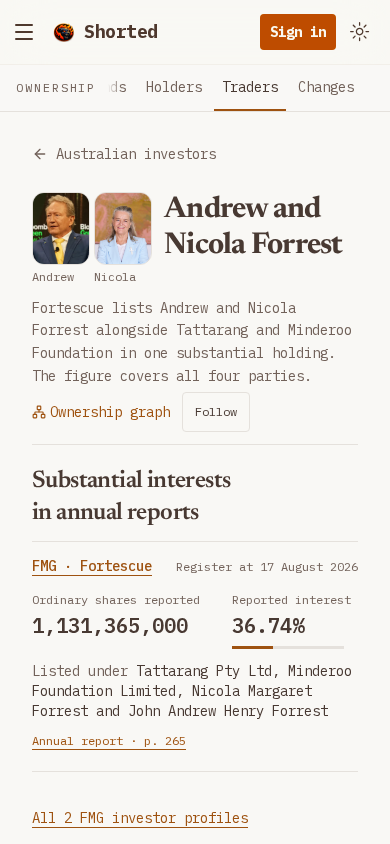 Shorted
Sign in
OWNERSHIP
ds
Holders
Traders
Changes
← Australian investors
Andrew and
Nicola Forrest
Andrew
Nicola
Fortescue lists Andrew and Nicola
Forrest alongside Tattarang and Minderoo
Foundation in one substantial holding.
The figure covers all four parties.
Ownership graph
Follow
Substantial interests
in annual reports
FMG · Fortescue
Register at 17 August 2026
Ordinary shares reported
Reported interest
1,131,365,000
36.74%
Listed under Tattarang Pty Ltd, Minderoo
Foundation Limited, Nicola Margaret
Forrest and John Andrew Henry Forrest
Annual report · p. 265
All 2 FMG investor profiles